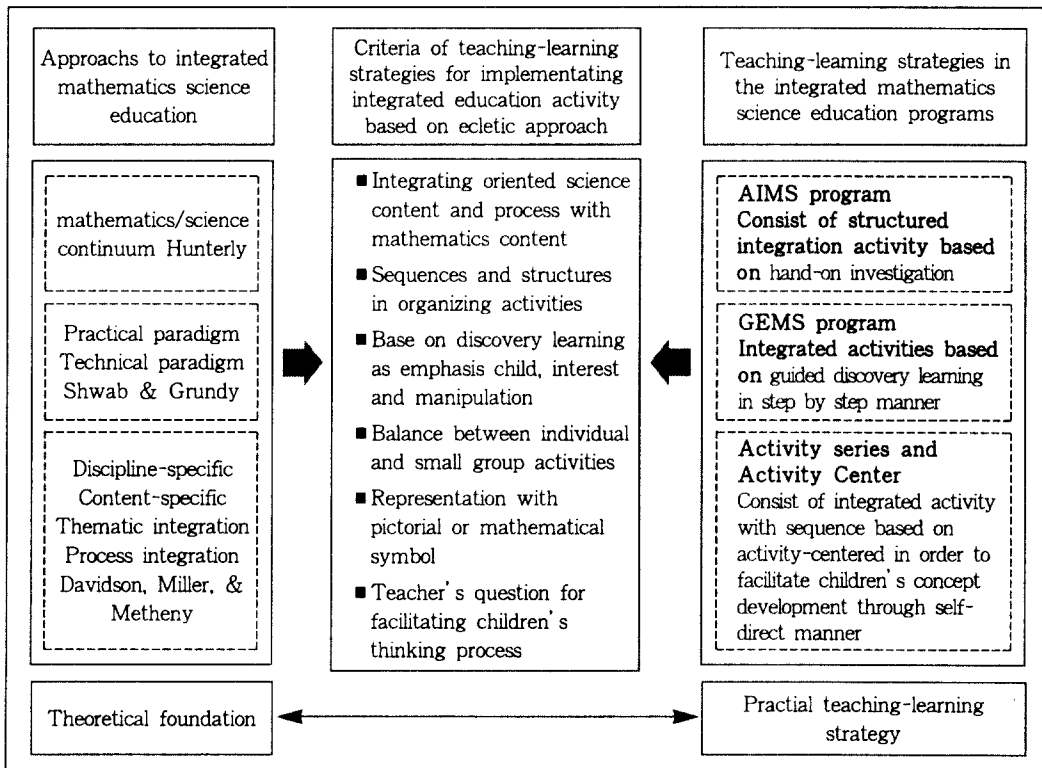 Approachs to integrated
mathematics science
education
Criteria of teaching-learning
strategies for implementating
integrated education activity
based on ecletic approach
Teaching-learning strategies in
the integrated mathematics
science education programs
mathematics/science
continuum Hunterly
Practical paradigm
Technical paradigm
Shwab & Grundy
Discipline-specific
Content-specific
Thematic integration
Process integration
Davidson, Miller, &
Metheny
■ Integrating oriented science
content and process with
mathematics content
■ Sequences and structures
in organizing activities
■ Base on discovery learning
as emphasis child, interest
and manipulation
■ Balance between individual
and small group activities
■ Representation with
pictorial or mathematical
symbol
■ Teacher's question for
facilitating children's
thinking process
AIMS program
Consist of structured
integration activity based
on hand-on investigation
GEMS program
Integrated activities based
on guided discovery learning
in step by step manner
Activity series and
Activity Center
Consist of integrated activity
with sequence based on
activity-centered in order to
facilitate children's concept
development through self-
direct manner
Theoretical foundation
Practial teaching-learning
strategy